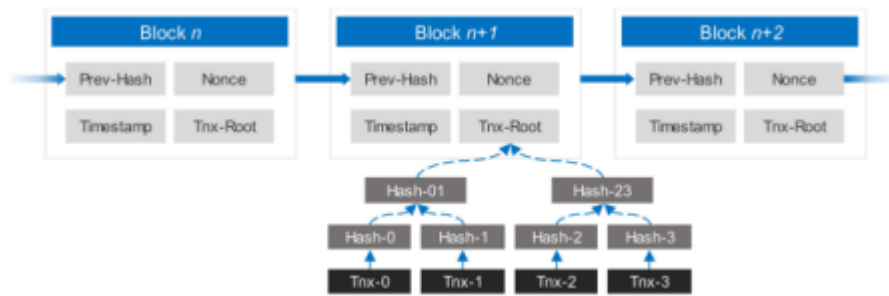 Block n Block n+1 Block n+2
Prev-Hash Nonce Prev-Hash Nonce Prev-Hash Nonce
Timestamp Tnx-Root Timestamp Tnx-Root Timestamp Tnx-Root
Hash-01 Hash-23
Hash-0 Hash-1 Hash-2 Hash-3
Tnx-0 Tnx-1 Tnx-2 Tnx-3